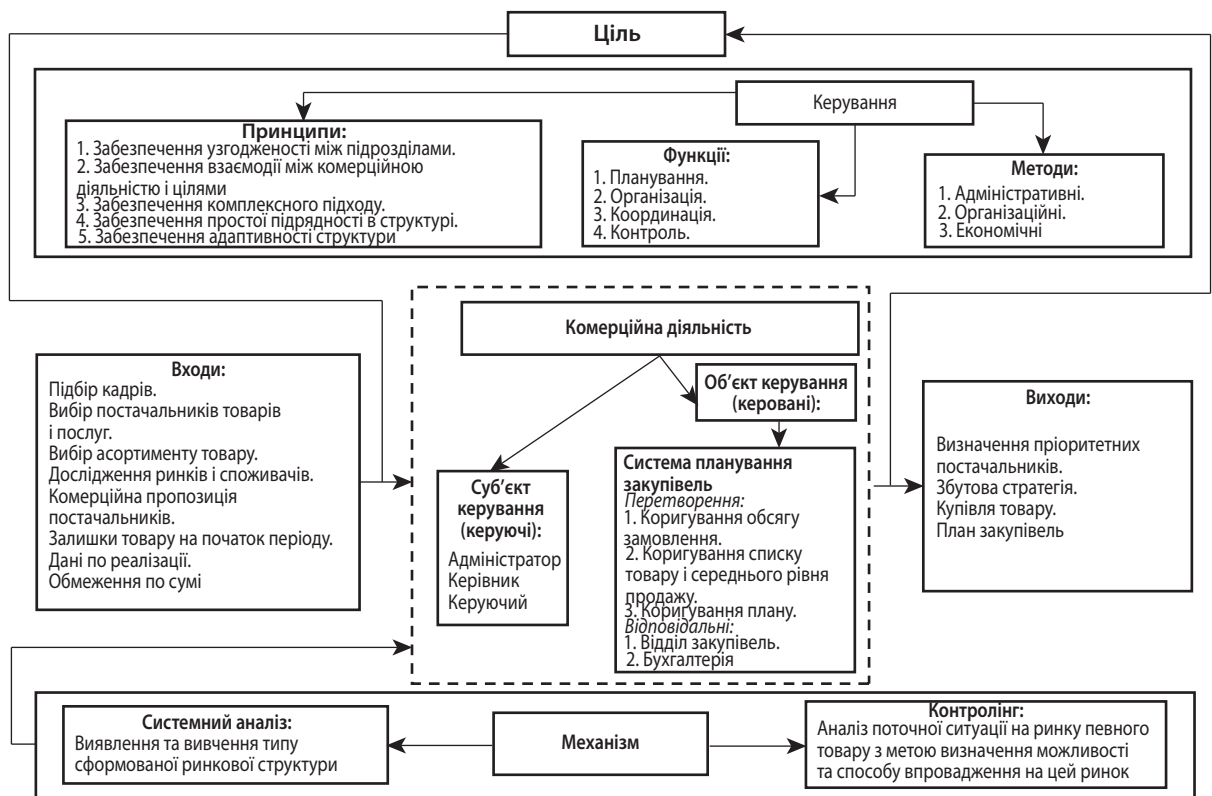 Ціль
Керування
Принципи:
1. Забезпечення узгодженості між підрозділами.
2. Забезпечення взаємодії між комерційною
діяльністю і цілями
3. Забезпечення комплексного підходу.
4. Забезпечення простої підрядності в структурі.
5. Забезпечення адаптивності структури
Функції:
1. Планування.
2. Організація.
3. Координація.
4. Контроль.
Методи:
1. Адміністративні.
2. Організаційні.
3. Економічні
Входи:
Підбір кадрів.
Вибір постачальників товарів
і послуг.
Вибір асортименту товару.
Дослідження ринків і споживачів.
Комерційна пропозиція
постачальників.
Залишки товару на початок періоду.
Дані по реалізації.
Обмеження по сумі
Комерційна діяльність
Суб’єкт
керування
(керуючі):
Адміністратор
Керівник
Керуючий
Об’єкт керування
(керовані):
Система планування
закупівель
Перетворення:
1. Коригування обсягу
замовлення.
2. Коригування списку
товару і середнього рівня
продажу.
3. Коригування плану.
Відповідальні:
1. Відділ закупівель.
2. Бухгалтерія
Виходи:
Визначення пріоритетних
постачальників.
Збутова стратегія.
Купівля товару.
План закупівель
Системний аналіз:
Виявлення та вивчення типу
сформованої ринкової структури
Механізм
Контролінг:
Аналіз поточної ситуації на ринку певного
товару з метою визначення можливості
та способу впровадження на цей ринок